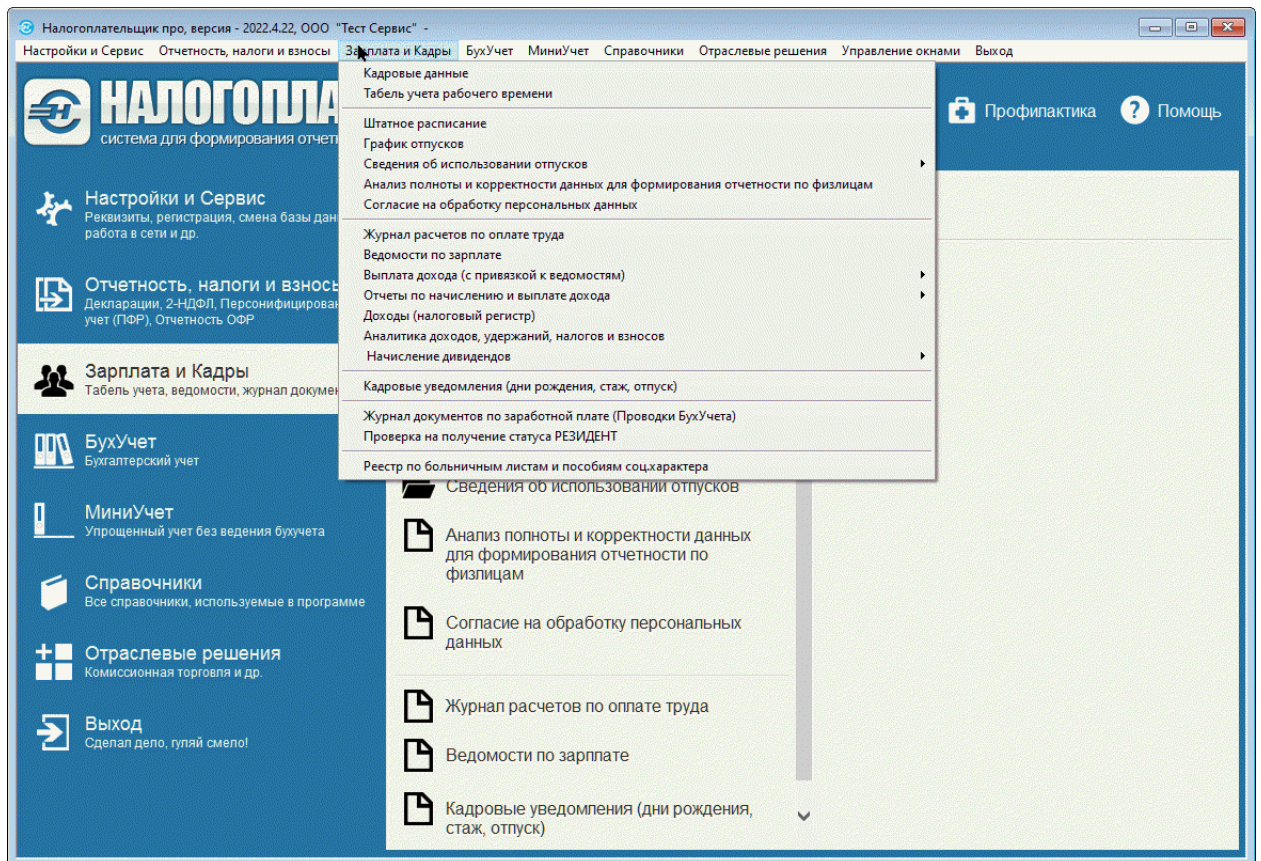 Налогоплательщик про, версия - 2022.4.22, ООО "Тест Сервис" -
Настройки и Сервис Отчетность, налоги и взносы Зарплата и Кадры БухУчет МиниУчет Справочники Отраслевые решения Управление окнами Выход
НАЛОГОПЛА
система для формирования отчет
Профилактика
Помощь
Кадровые данные
Табель учета рабочего времени
Штатное расписание
График отпусков
Сведения об использовании отпусков
Анализ полноты и корректности данных для формирования отчетности по физлицам
Согласие на обработку персональных данных
Журнал расчетов по оплате труда
Ведомости по зарплате
Выплата дохода (с привязкой к ведомостям)
Отчеты по начислению и выплате дохода
Доходы (налоговый регистр)
Аналитика доходов, удержаний, налогов и взносов
Начисление дивидендов
Кадровые уведомления (дни рождения, стаж, отпуск)
Журнал документов по заработной плате (Проводки БухУчета)
Проверка на получение статуса РЕЗИДЕНТ
Реестр по больничным листам и пособиям соц.характера
Настройки и Сервис
Реквизиты, регистрация, смена базы дан
работа в сети и др.
Отчетность, налоги и взносы
Декларации, 2-НДФЛ, Персонифицирован
учет (ПФР), Отчетность ОФР
Зарплата и Кадры
Табель учета, ведомости, журнал докумен
БухУчет
Бухгалтерский учет
МиниУчет
Упрощенный учет без ведения бухучета
Справочники
Все справочники, используемые в программе
Отраслевые решения
Комиссионная торговля и др.
Выход
Сделал дело, гуляй смело!
Сведения об использовании отпусков
Анализ полноты и корректности данных
для формирования отчетности по
физлицам
Согласие на обработку персональных
данных
Журнал расчетов по оплате труда
Ведомости по зарплате
Кадровые уведомления (дни рождения,
стаж, отпуск)